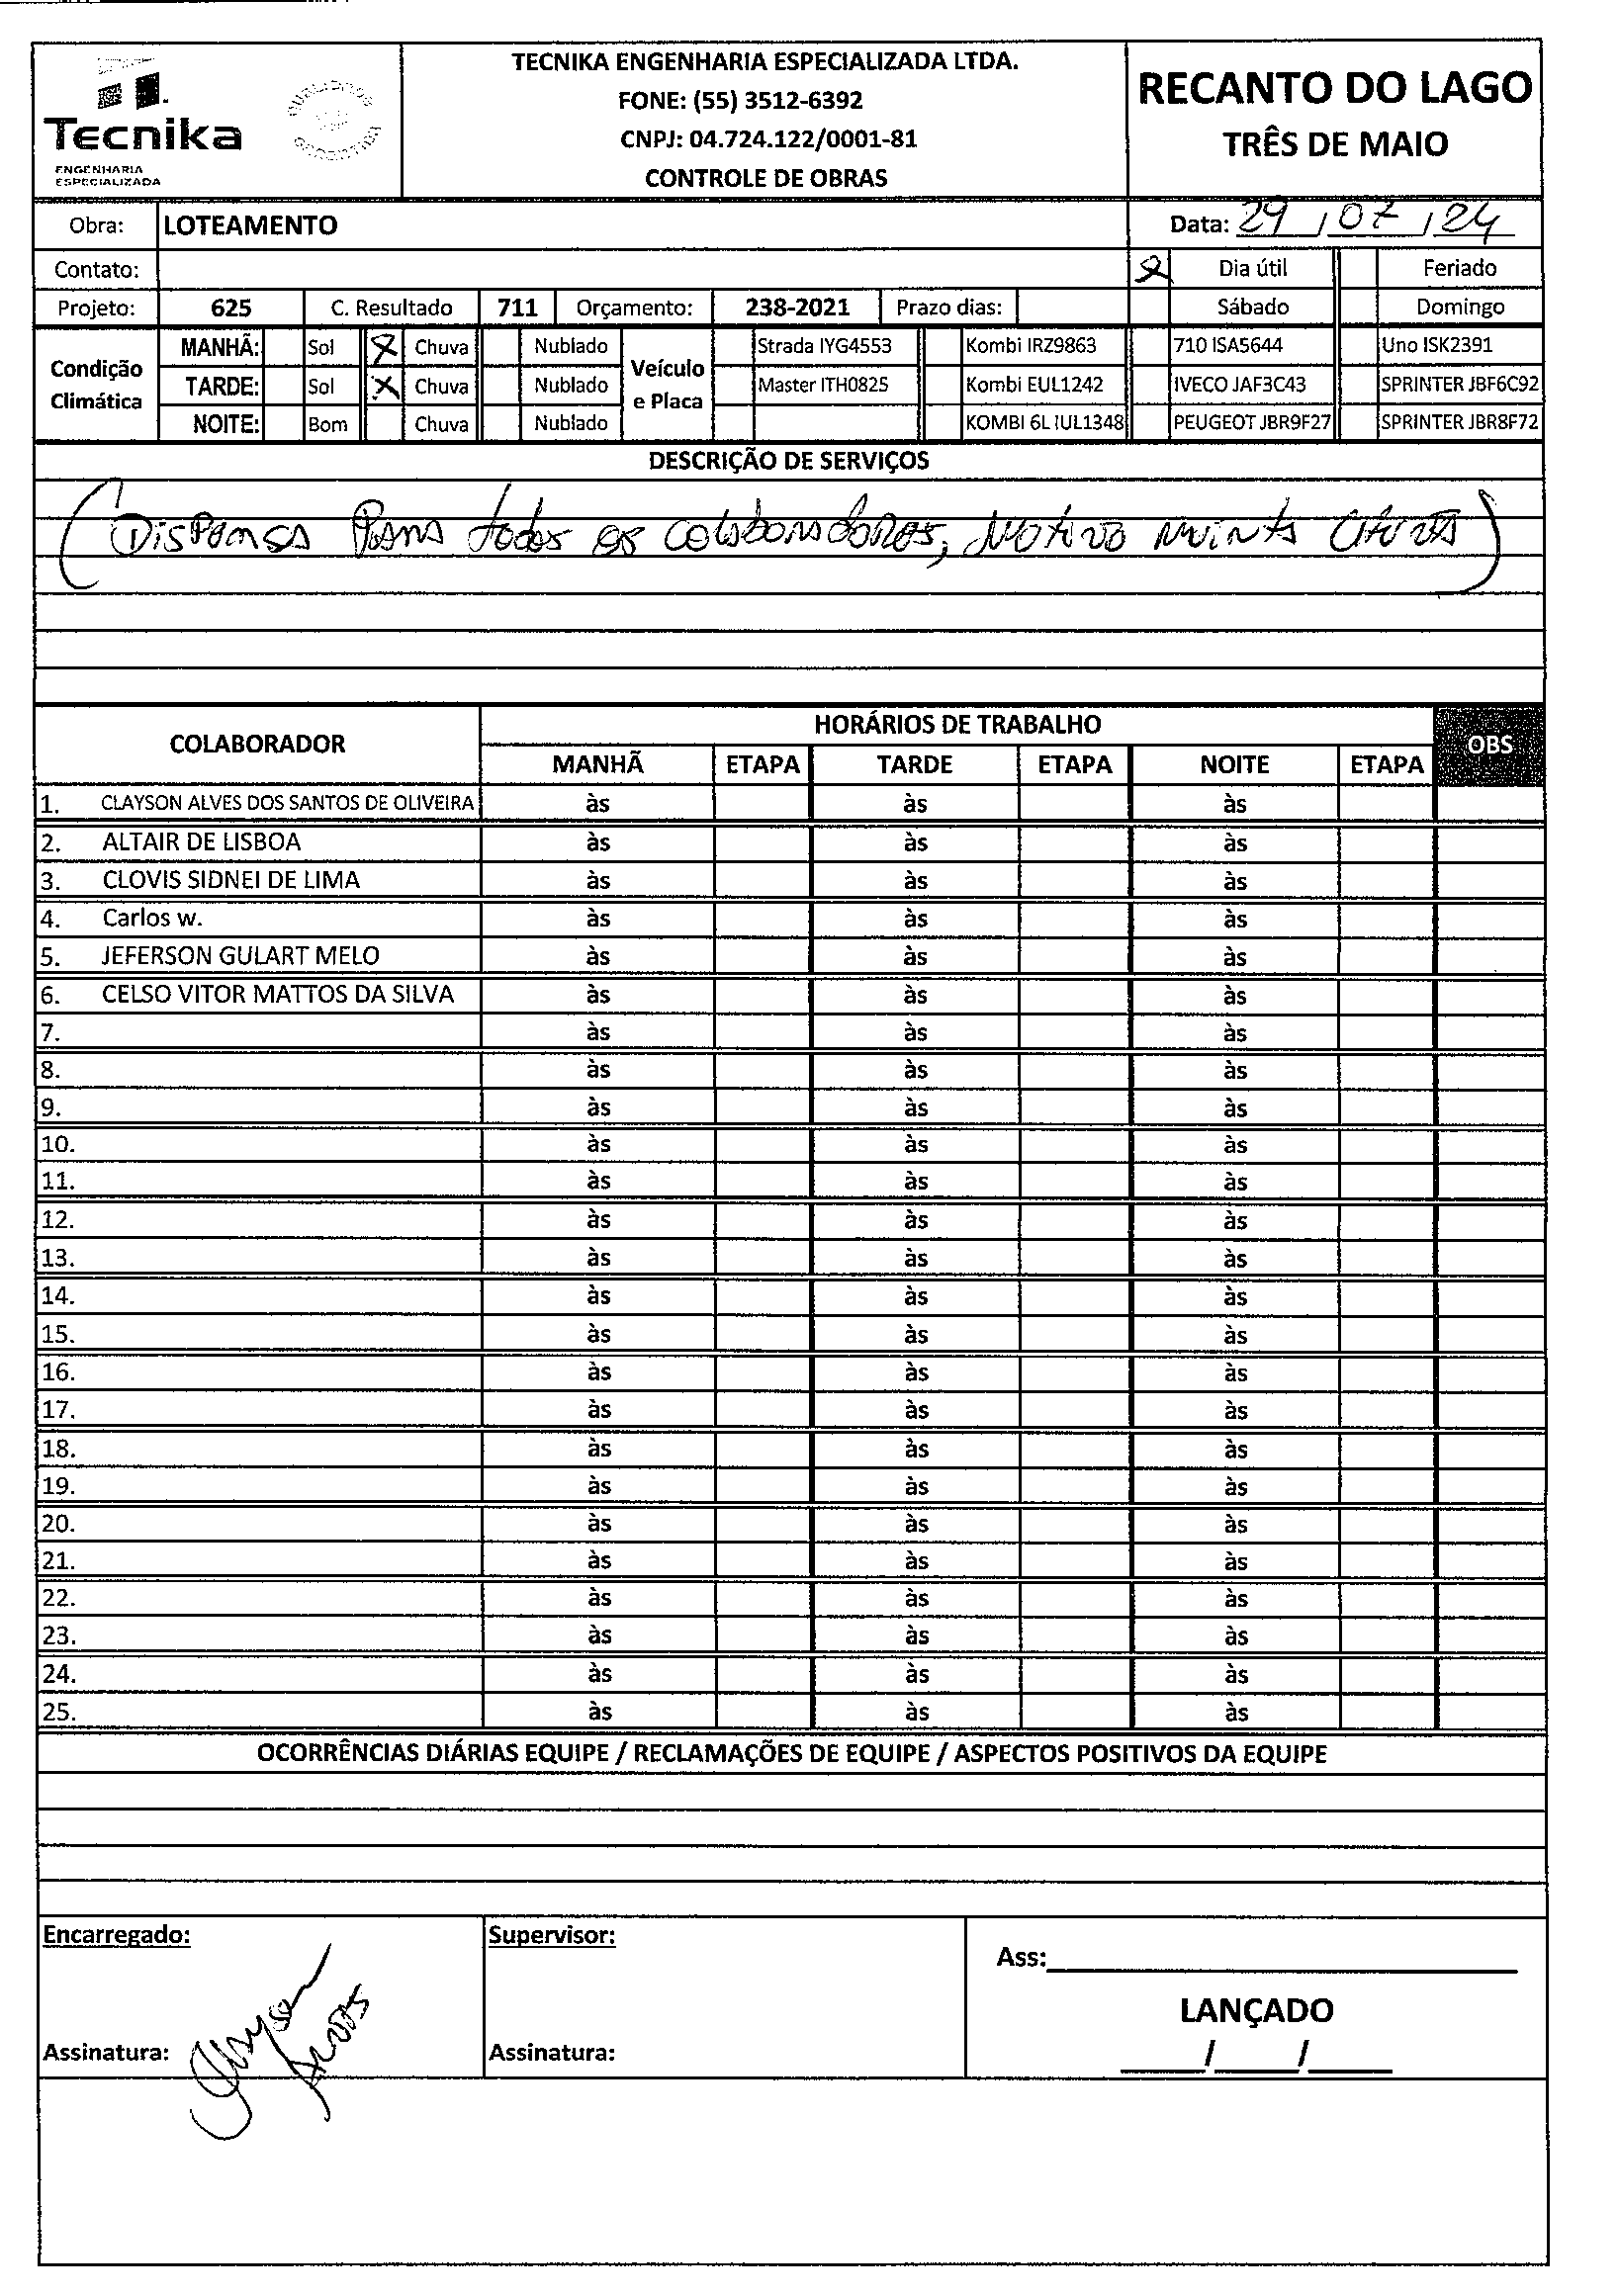 TECNIKA ENGENHARIA ESPECIALIZADA LTDA.
FONE: (55) 3512-6392
CNPJ: 04.724.122/0001-81
CONTROLE DE OBRAS
Tecnika
ENGENHARIA
ESPECIALIZADA
RECANTO DO LAGO
TRÊS DE MAIO
Obra: LOTEAMENTO Data: 29/07/24
Contato: X Dia útil Feriado
Projeto: 625 C. Resultado 711 Orçamento: 238-2021 Prazo dias: Sábado Domingo
Condição Climática
MANHÃ: Sol X Chuva Nublado
TARDE: Sol X Chuva Nublado
NOITE: Bom Chuva Nublado
Veículo e Placa
Strada IYG4553 Kombi IRZ9863 710 ISA5644 Uno ISK2391
Master ITH0825 Kombi EUL1242 IVECO JAF3C43 SPRINTER JBF6C92
KOMBI 6L IUL1348 PEUGEOT JBR9F27 SPRINTER JBR8F72
DESCRIÇÃO DE SERVIÇOS
(Dispensa Para todos os colaboradores, Motivo muinta chuva)
COLABORADOR HORÁRIOS DE TRABALHO OBS
MANHÃ ETAPA TARDE ETAPA NOITE ETAPA
1. CLAYSON ALVES DOS SANTOS DE OLIVEIRA às às às
2. ALTAIR DE LISBOA às às às
3. CLOVIS SIDNEI DE LIMA às às às
4. Carlos w. às às às
5. JEFERSON GULART MELO às às às
6. CELSO VITOR MATTOS DA SILVA às às às
7. às às às
8. às às às
9. às às às
10. às às às
11. às às às
12. às às às
13. às às às
14. às às às
15. às às às
16. às às às
17. às às às
18. às às às
19. às às às
20. às às às
21. às às às
22. às às às
23. às às às
24. às às às
25. às às às
OCORRÊNCIAS DIÁRIAS EQUIPE / RECLAMAÇÕES DE EQUIPE / ASPECTOS POSITIVOS DA EQUIPE
Encarregado: Supervisor: Ass:
LANÇADO
Assinatura: Clayson Alves Assinatura: / /